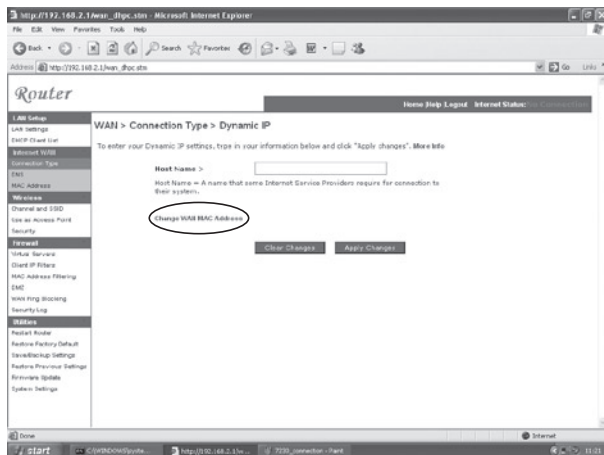 http://192.168.2.1/wan_dhpc.stm - Microsoft Internet Explorer
File Edit View Favorites Tools Help
Back Search Favorites
Address http://192.168.2.1/wan_dhpc.stm Go Links
Router
Home |Help |Logout Internet Status: No Connection
LAN Setup
LAN Settings
DHCP Client List
Internet WAN
Connection Type
DNS
MAC Address
Wireless
Channel and SSID
Use as Access Point
Security
Firewall
Virtual Servers
Client IP Filters
MAC Address Filtering
DMZ
WAN Ping Blocking
Security Log
Utilities
Restart Router
Restore Factory Default
Save/Backup Settings
Restore Previous Settings
Firmware Update
System Settings
WAN > Connection Type > Dynamic IP
To enter your Dynamic IP settings, type in your information below and click "Apply changes". More Info
Host Name >
Host Name = A name that some Internet Service Providers require for connection to
their system.
Change WAN MAC Address
Clear Changes Apply Changes
Done Internet
start C:\WINDOWS\syste... http://192.168.2.1/w... 7230_connection - Paint 11:21